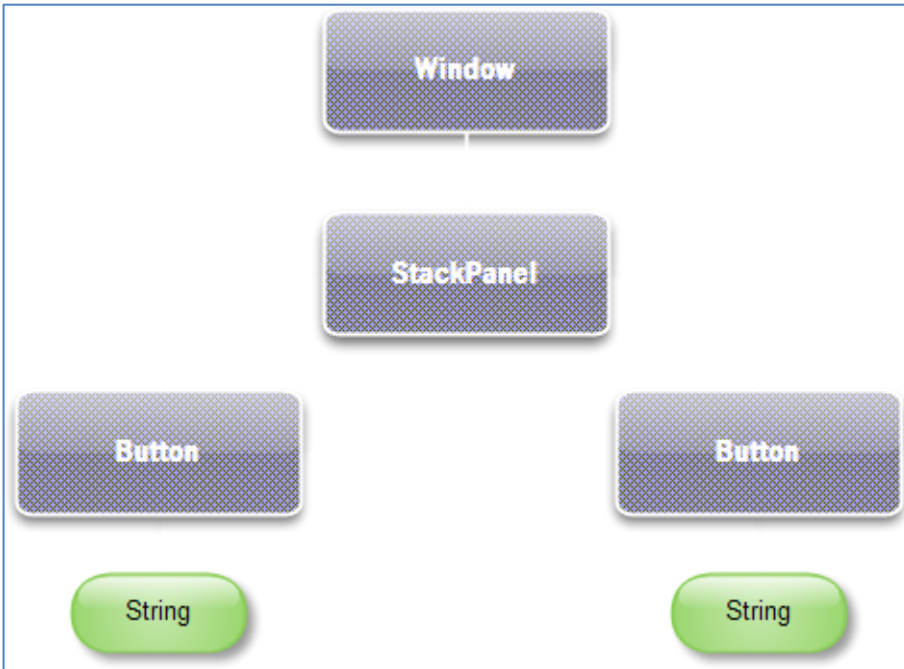 Window
StackPanel
Button
Button
String
String